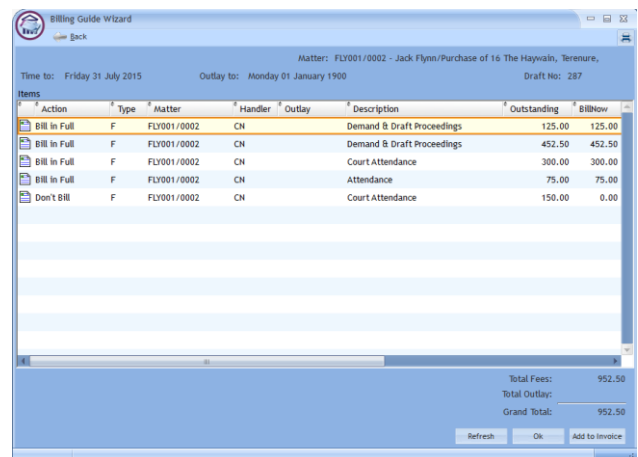 Billing Guide Wizard
Back
Matter: FLY001/0002 - Jack Flynn/Purchase of 16 The Haywain, Terenure,
Time to: Friday 31 July 2015 Outlay to: Monday 01 January 1900 Draft No: 287
Items
Action Type Matter Handler Outlay Description Outstanding BillNow
Bill in Full F FLY001/0002 CN Demand & Draft Proceedings 125.00 125.00
Bill in Full F FLY001/0002 CN Demand & Draft Proceedings 452.50 452.50
Bill in Full F FLY001/0002 CN Court Attendance 300.00 300.00
Bill in Full F FLY001/0002 CN Attendance 75.00 75.00
Don't Bill F FLY001/0002 CN Court Attendance 150.00 0.00
Total Fees: 952.50
Total Outlay:
Grand Total: 952.50
Refresh Ok Add to Invoice